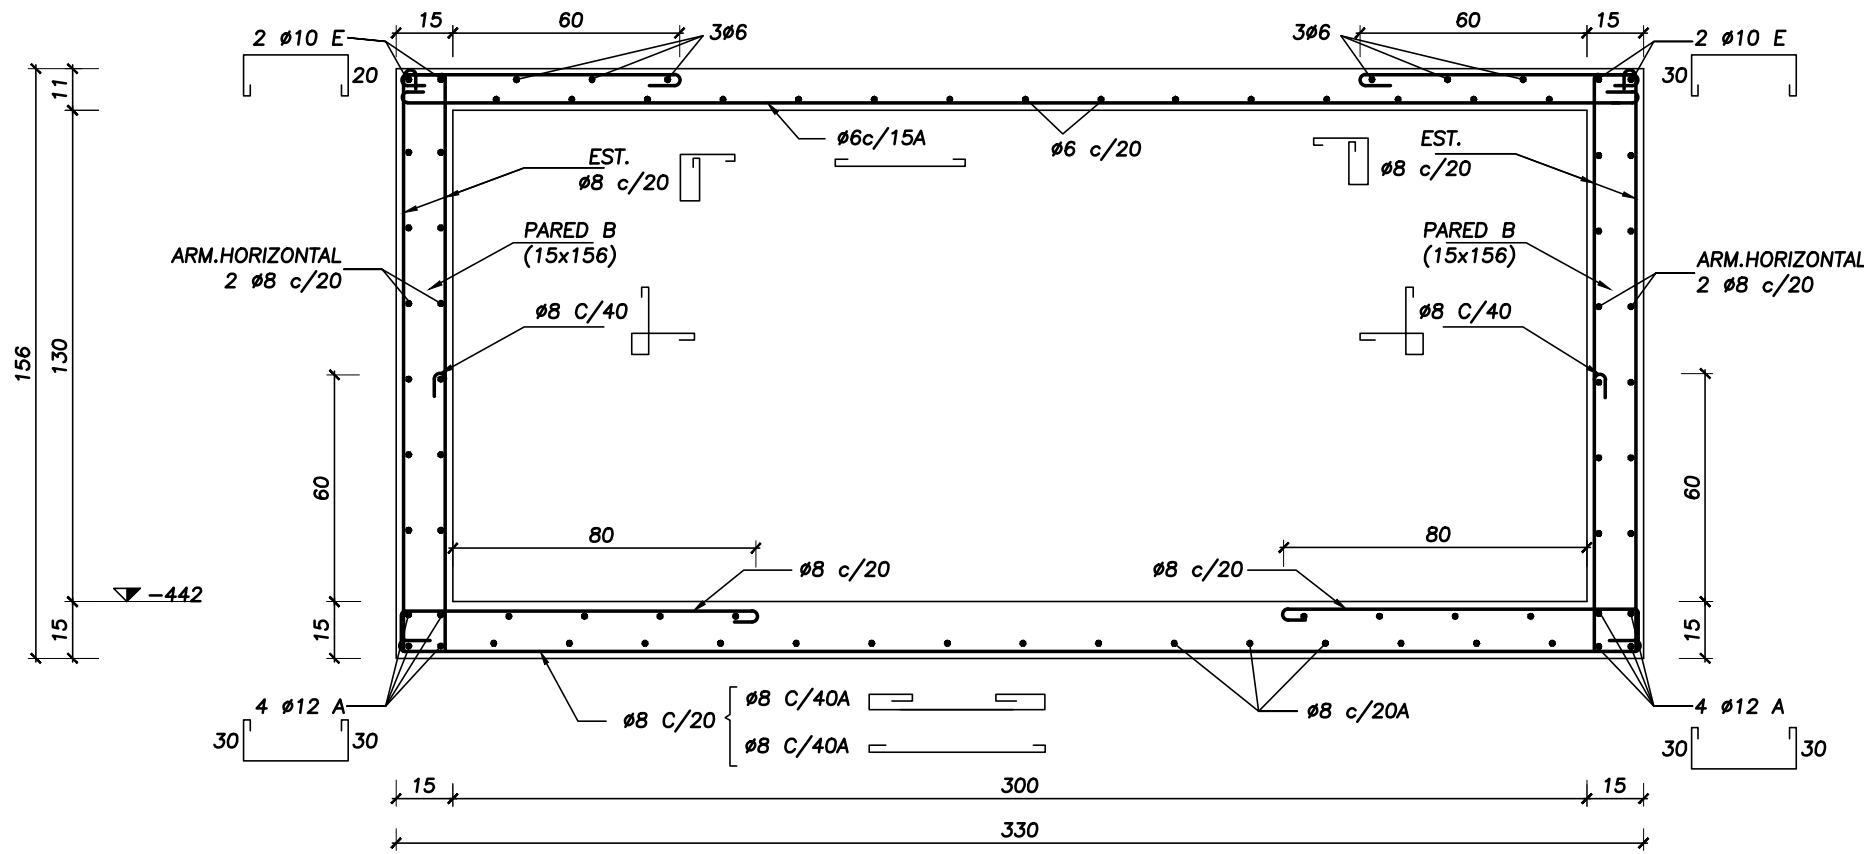 15
60
3ø6
3ø6
60
15
2 ø10 E
20
2 ø10 E
30
11
ø6c/15A
ø6 c/20
EST.
ø8 c/20
EST.
ø8 c/20
PARED B
(15x156)
PARED B
(15x156)
ARM.HORIZONTAL
2 ø8 c/20
ARM.HORIZONTAL
2 ø8 c/20
ø8 C/40
ø8 C/40
156
130
60
60
80
80
ø8 c/20
ø8 c/20
-442
15
15
15
4 ø12 A
30
30
ø8 C/20
ø8 C/40A
ø8 C/40A
ø8 c/20A
4 ø12 A
30
30
15
300
15
330